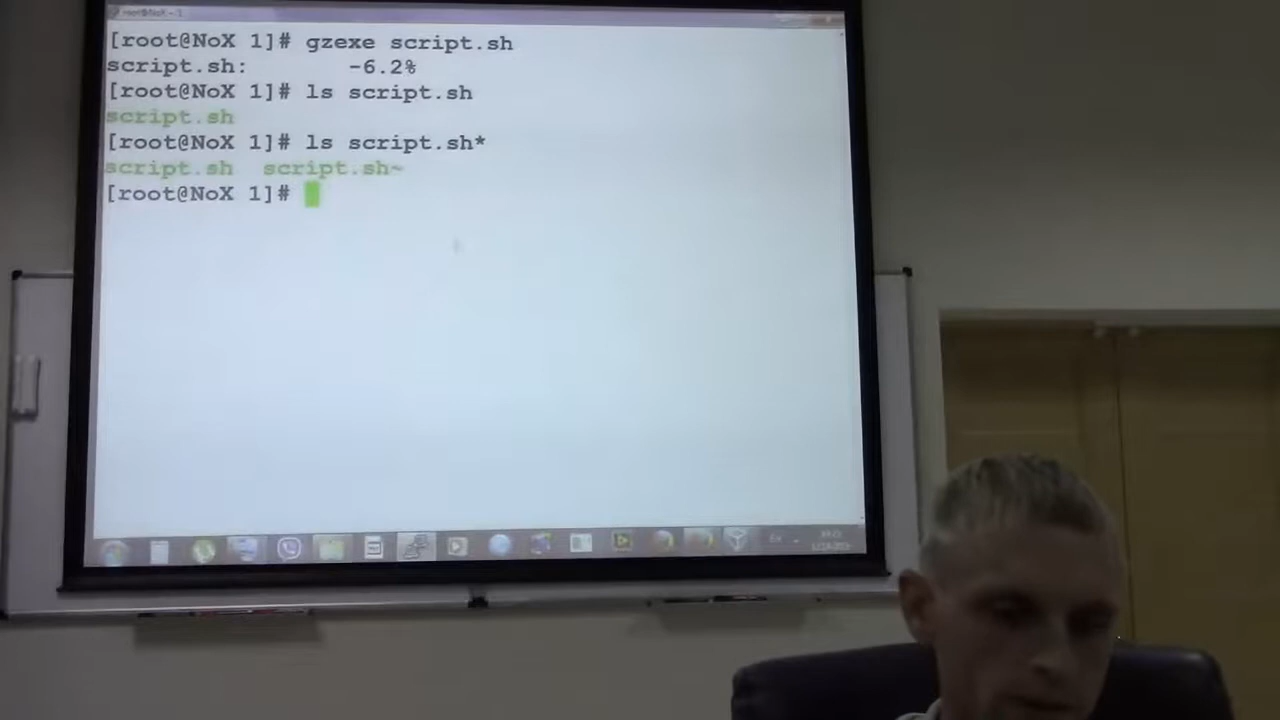 [root@NoX 1]# gzexe script.sh
script.sh:       -6.2%
[root@NoX 1]# ls script.sh
script.sh
[root@NoX 1]# ls script.sh*
script.sh  script.sh~
[root@NoX 1]#